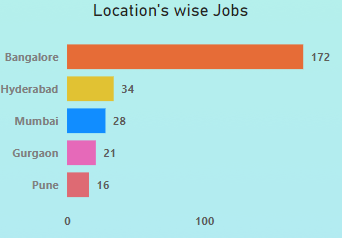 Location's wise Jobs
Bangalore 172
Hyderabad 34
Mumbai 28
Gurgaon 21
Pune 16
0 100